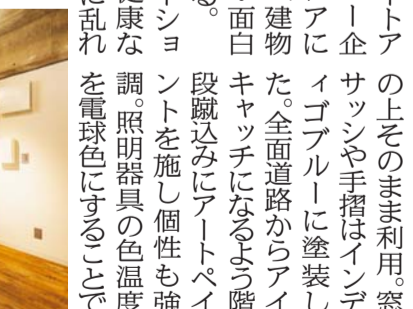 トア
ー企
アに
建物
面白
る。
ショ
康な
乱れ
の上そのまま利用。窓
サッシや手摺はインデ
ィゴブルーに塗装し
た。全面道路からアイ
キャッチになるよう階
段蹴込みにアートペイ
ントを施し個性も強
調。照明器具の色温度
を電球色にすることで